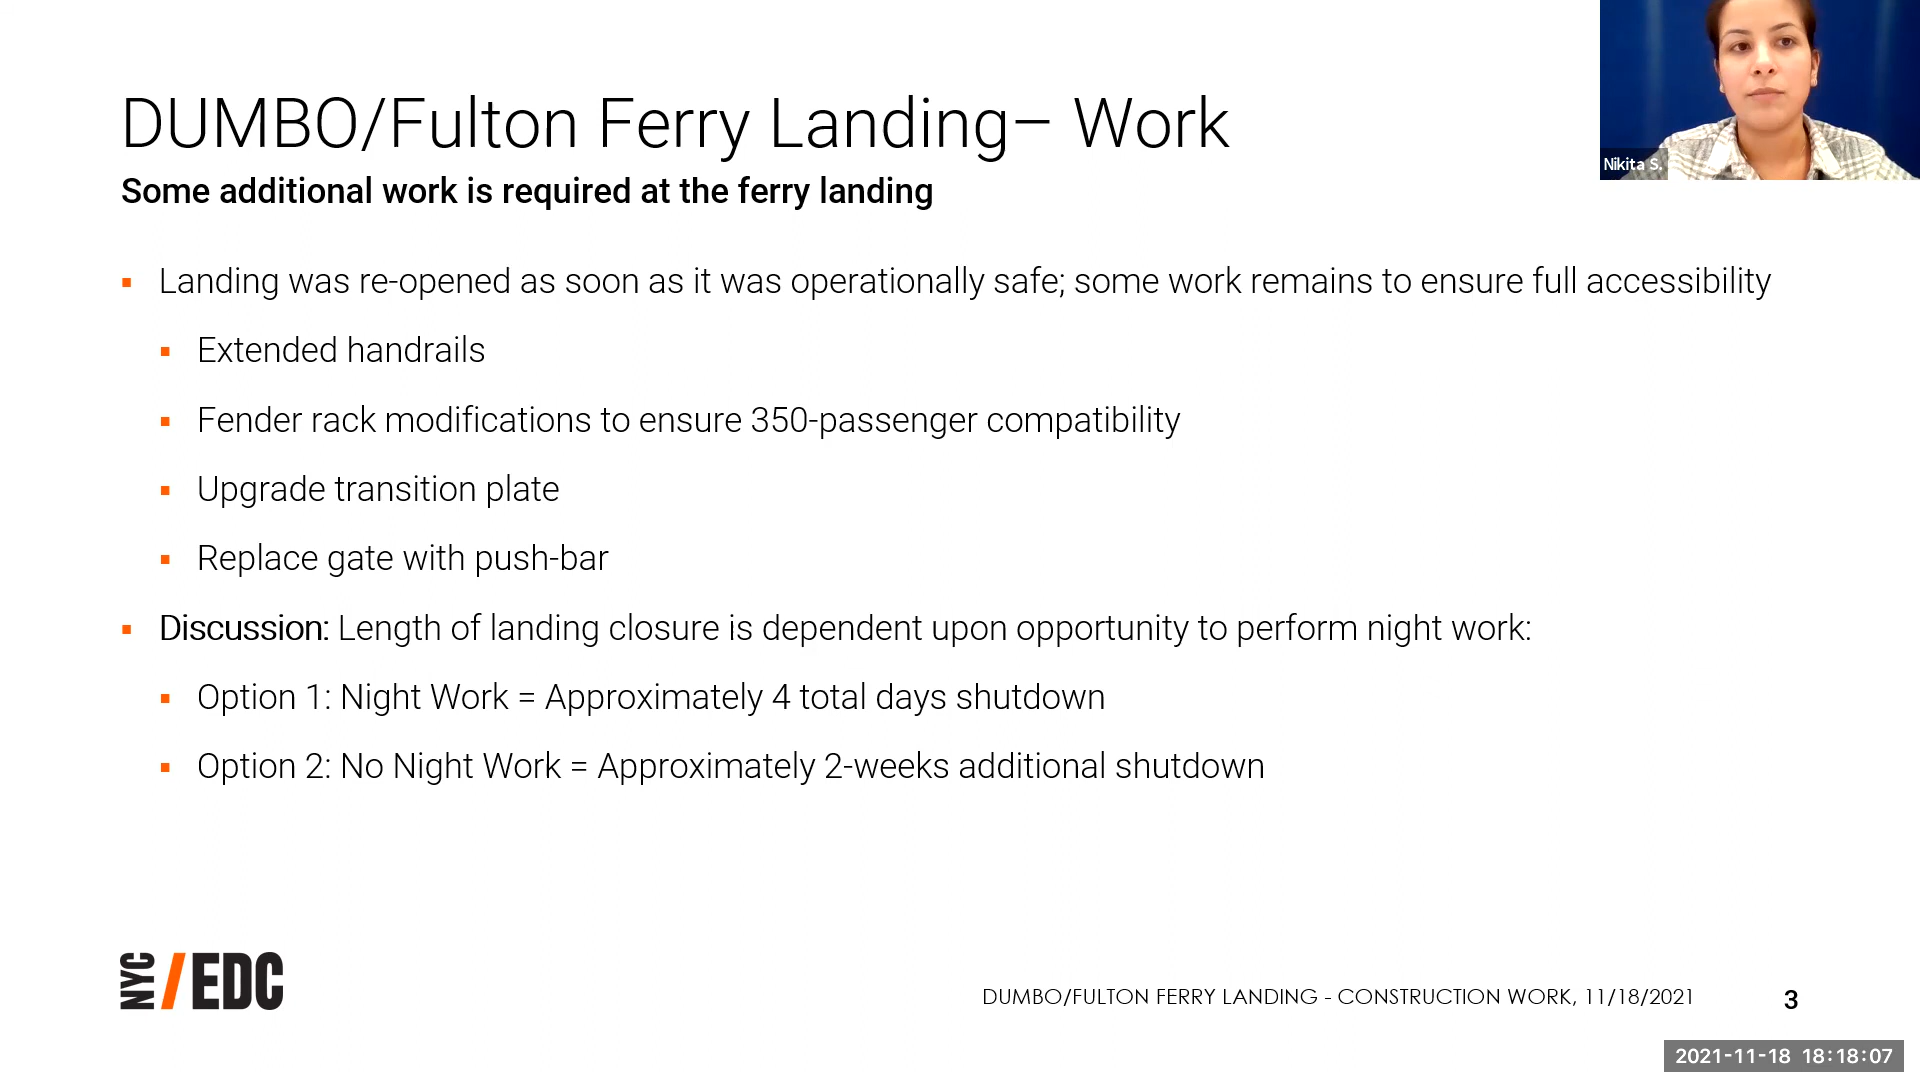 DUMBO/Fulton Ferry Landing– Work
Some additional work is required at the ferry landing
Nikita S.
▪ Landing was re-opened as soon as it was operationally safe; some work remains to ensure full accessibility
▪ Extended handrails
▪ Fender rack modifications to ensure 350-passenger compatibility
▪ Upgrade transition plate
▪ Replace gate with push-bar
▪ Discussion: Length of landing closure is dependent upon opportunity to perform night work:
▪ Option 1: Night Work = Approximately 4 total days shutdown
▪ Option 2: No Night Work = Approximately 2-weeks additional shutdown
NYC/EDC
DUMBO/FULTON FERRY LANDING - CONSTRUCTION WORK, 11/18/2021
3
2021-11-18 18:18:07